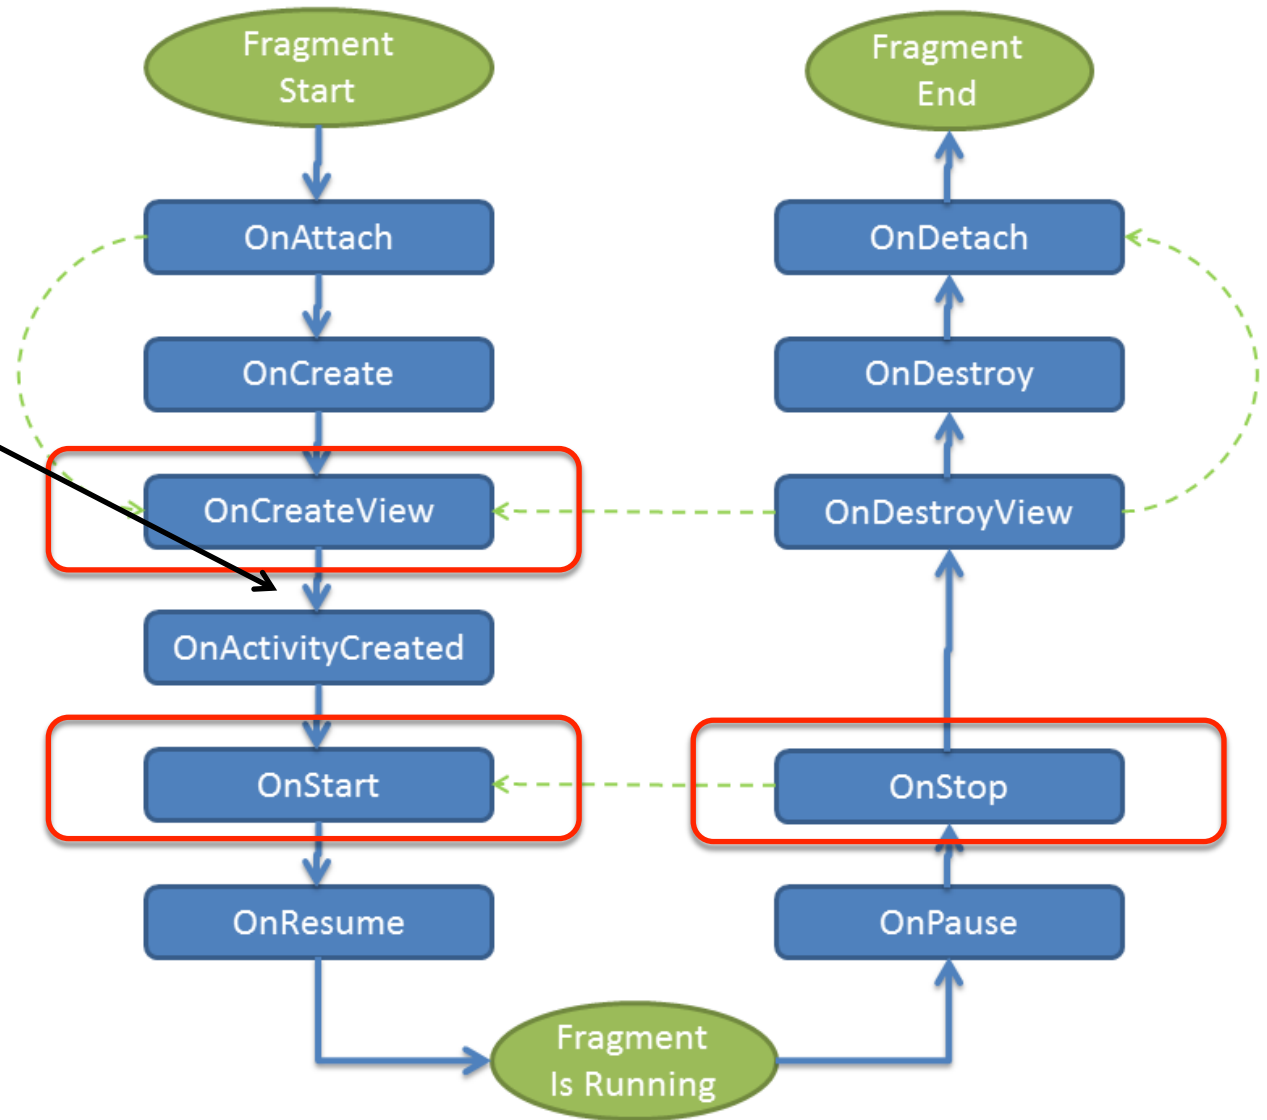 Fragment
Start
OnAttach
OnCreate
OnCreateView
OnActivityCreated
OnStart
OnResume
Fragment
Is Running
OnPause
OnStop
OnDestroyView
OnDestroy
OnDetach
Fragment
End